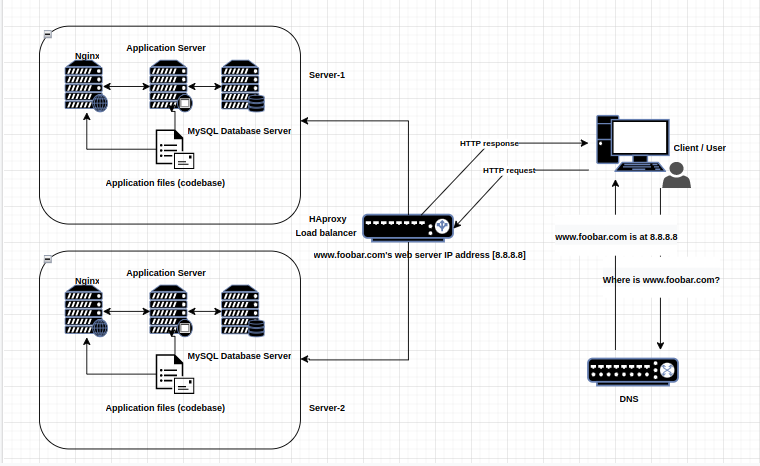 Nginx
Application Server
Server-1
MySQL Database Server
Application files (codebase)
HTTP response
HTTP request
Client / User
HAproxy
Load balancer
www.foobar.com's web server IP address [8.8.8.8]
www.foobar.com is at 8.8.8.8
Where is www.foobar.com?
DNS
Nginx
Application Server
MySQL Database Server
Application files (codebase)
Server-2